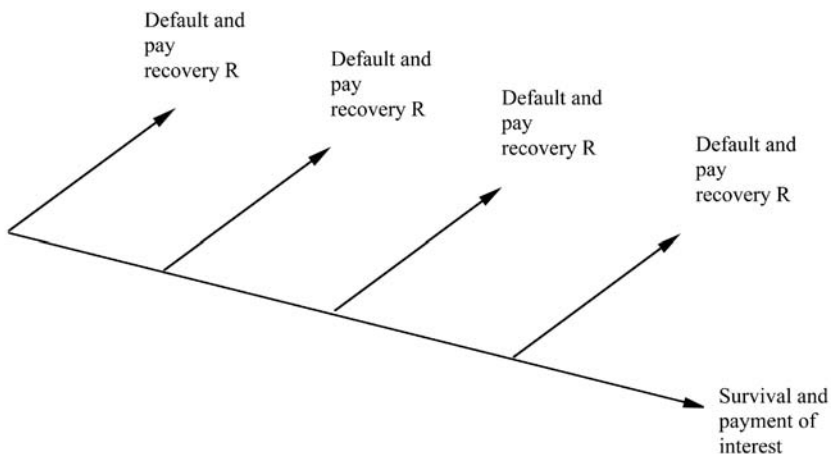 Default and
pay
recovery R
Default and
pay
recovery R
Default and
pay
recovery R
Default and
pay
recovery R
Survival and
payment of
interest